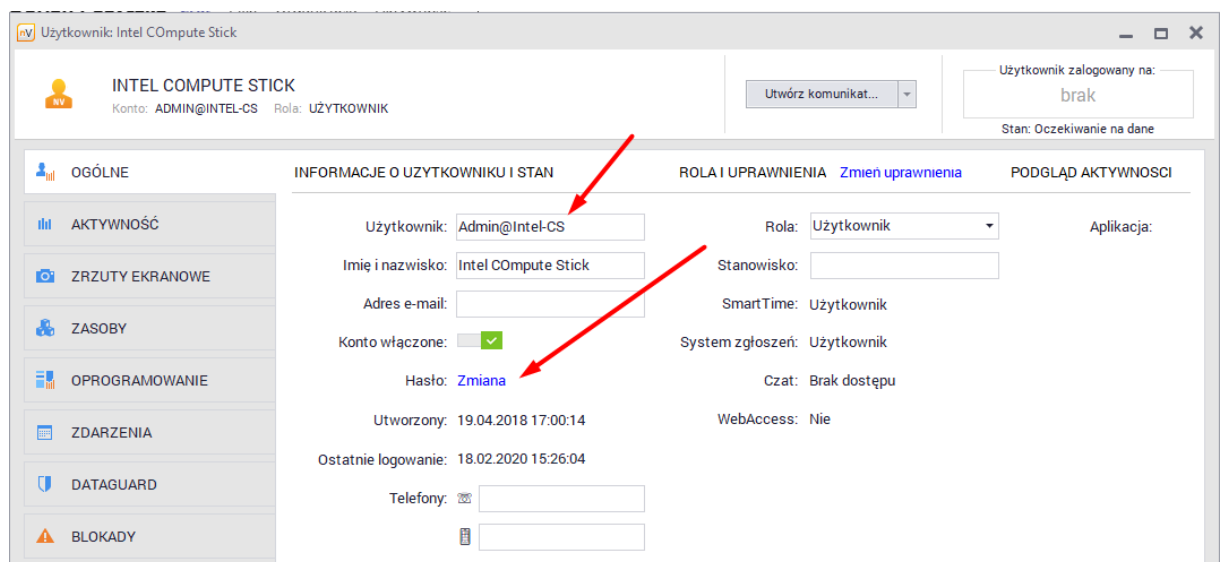 Użytkownik: Intel COmpute Stick
NV
INTEL COMPUTE STICK
Konto: ADMIN@INTEL-CS Rola: UŻYTKOWNIK
Utwórz komunikat...
Użytkownik zalogowany na:
brak
Stan: Oczekiwanie na dane
OGÓLNE
AKTYWNOŚĆ
ZRZUTY EKRANOWE
ZASOBY
OPROGRAMOWANIE
ZDARZENIA
DATAGUARD
BLOKADY
INFORMACJE O UZYTKOWNIKU I STAN
Użytkownik: Admin@Intel-CS
Imię i nazwisko: Intel COmpute Stick
Adres e-mail:
Konto włączone:
Hasło: Zmiana
Utworzony: 19.04.2018 17:00:14
Ostatnie logowanie: 18.02.2020 15:26:04
Telefony:
ROLA I UPRAWNIENIA Zmień uprawnienia
Rola: Użytkownik
Stanowisko:
SmartTime: Użytkownik
System zgłoszeń: Użytkownik
Czat: Brak dostępu
WebAccess: Nie
PODGLĄD AKTYWNOSCI
Aplikacja: